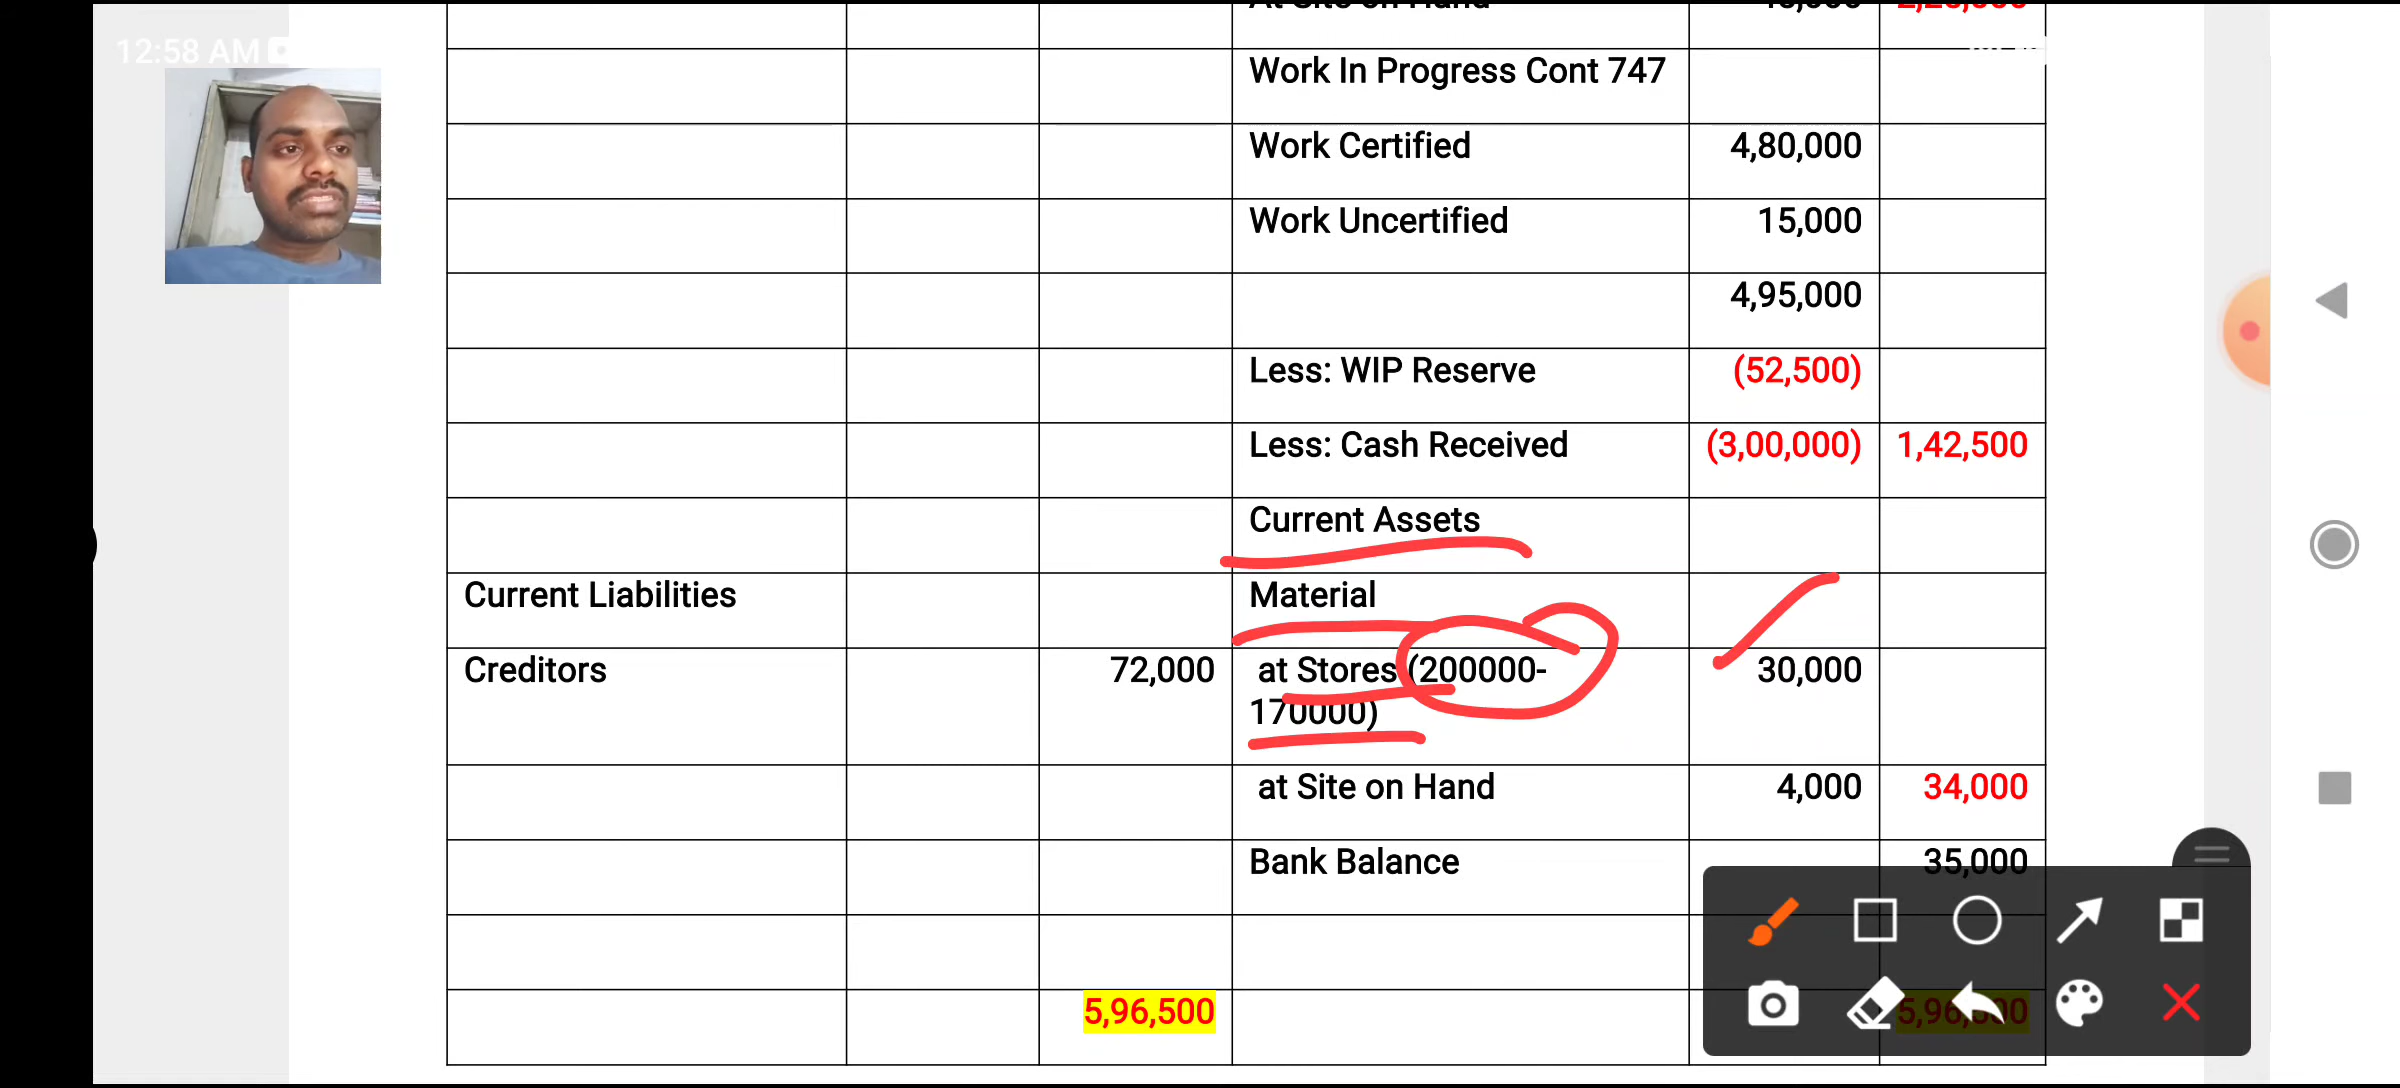 12:58 AM
Work In Progress Cont 747
Work Certified 4,80,000
Work Uncertified 15,000
4,95,000
Less: WIP Reserve (52,500)
Less: Cash Received (3,00,000) 1,42,500
Current Assets
Current Liabilities Material
Creditors 72,000 at Stores (200000- 30,000
170000)
at Site on Hand 4,000 34,000
Bank Balance 35,000
5,96,500 5,96,500